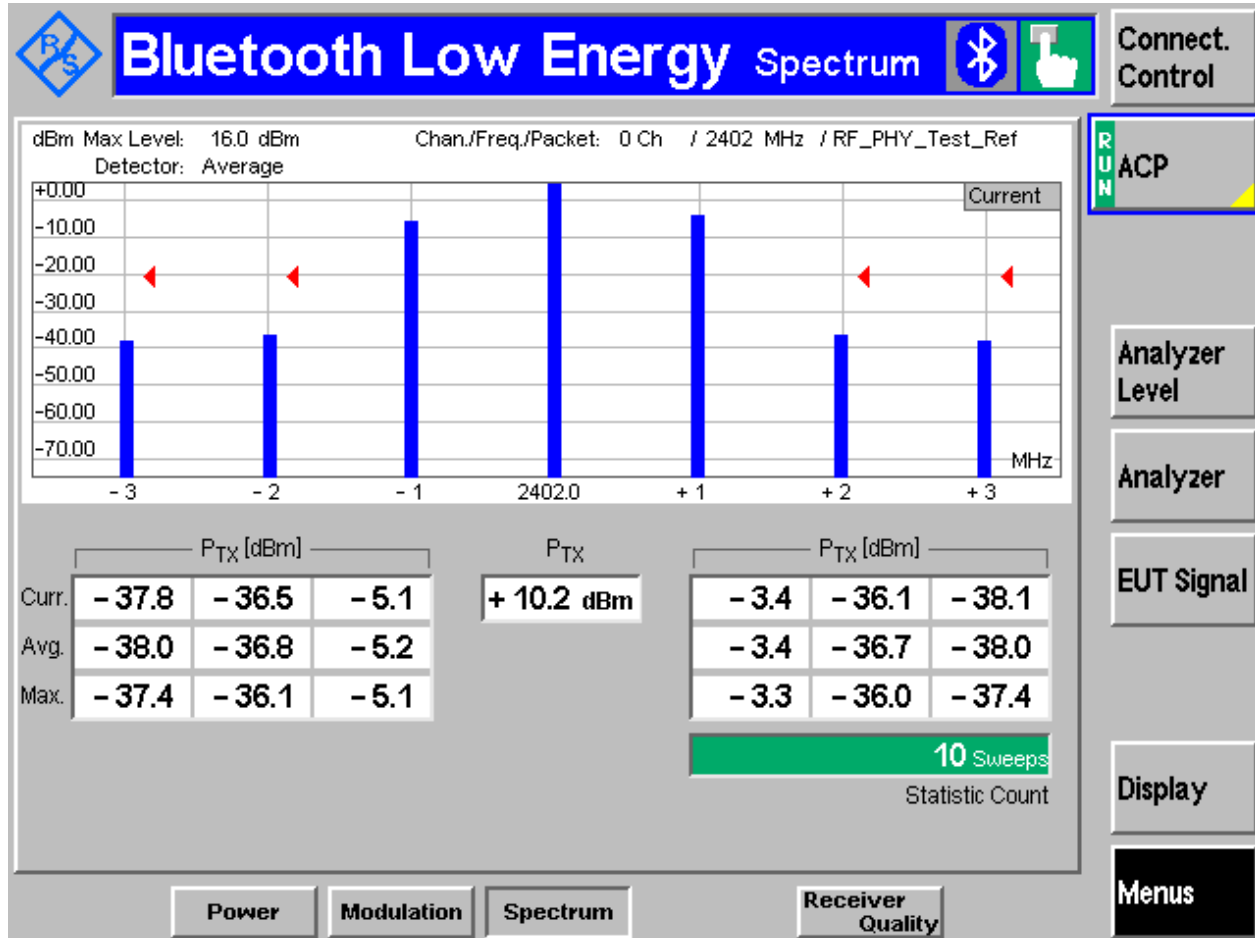 R/S
Bluetooth Low Energy Spectrum
Connect. Control
dBm Max Level: 16.0 dBm Chan./Freq./Packet: 0 Ch / 2402 MHz / RF_PHY_Test_Ref
Detector: Average
RUN
ACP
Current
+0.00
-10.00
-20.00
-30.00
-40.00
-50.00
-60.00
-70.00
MHz
-3 -2 -1 2402.0 +1 +2 +3
Analyzer Level
Analyzer
EUT Signal
Display
Menus
PTX [dBm] PTX PTX [dBm]
Curr. -37.8 -36.5 -5.1 +10.2 dBm -3.4 -36.1 -38.1
Avg. -38.0 -36.8 -5.2 -3.4 -36.7 -38.0
Max. -37.4 -36.1 -5.1 -3.3 -36.0 -37.4
10 Sweeps
Statistic Count
Power Modulation Spectrum Receiver Quality